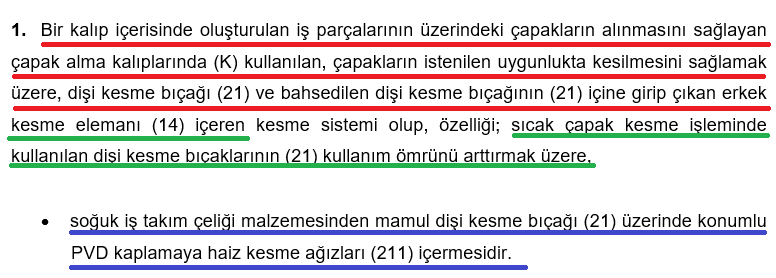 1. Bir kalıp içerisinde oluşturulan iş parçalarının üzerindeki çapakların alınmasını sağlayan
çapak alma kalıplarında (K) kullanılan, çapakların istenilen uygunlukta kesilmesini sağlamak
üzere, dişi kesme bıçağı (21) ve bahsedilen dişi kesme bıçağının (21) içine girip çıkan erkek
kesme elemanı (14) içeren kesme sistemi olup, özelliği; sıcak çapak kesme işleminde
kullanılan dişi kesme bıçaklarının (21) kullanım ömrünü arttırmak üzere,
• soğuk iş takım çeliği malzemesinden mamul dişi kesme bıçağı (21) üzerinde konumlu
PVD kaplamaya haiz kesme ağızları (211) içermesidir.